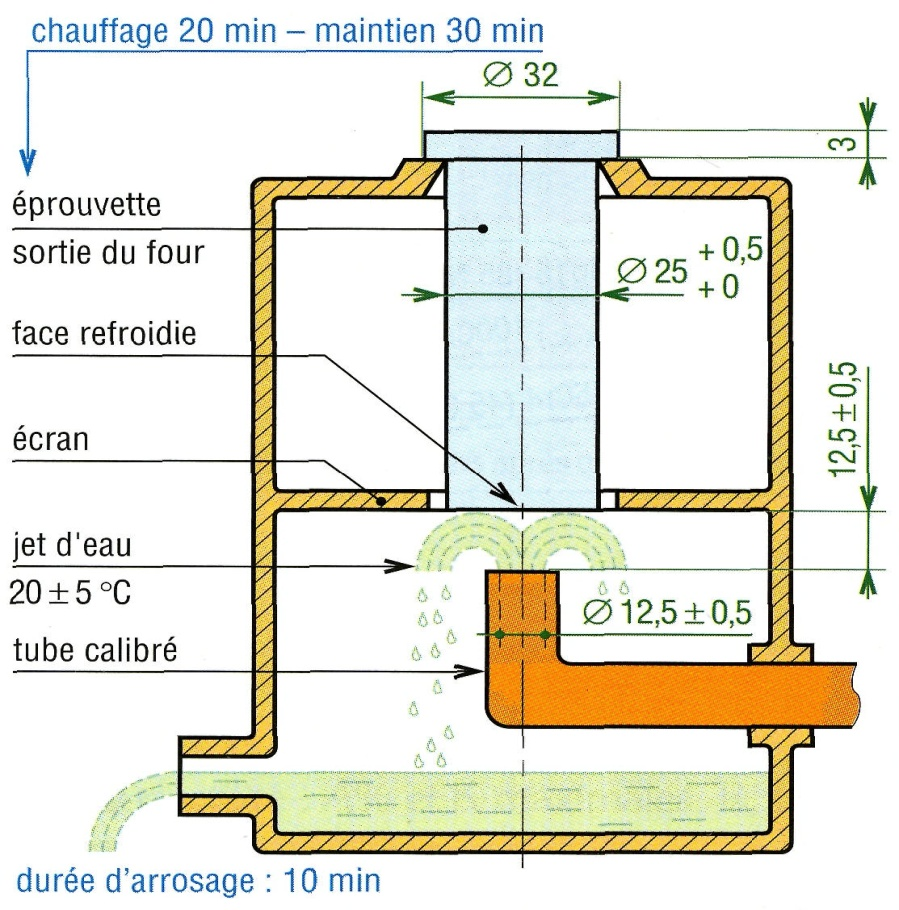 chauffage 20 min – maintien 30 min
Ø 32
3
éprouvette
sortie du four
Ø 25 + 0,5
+ 0
face refroidie
12,5 ± 0,5
écran
jet d'eau
20 ± 5 °C
Ø 12,5 ± 0,5
tube calibré
durée d'arrosage : 10 min